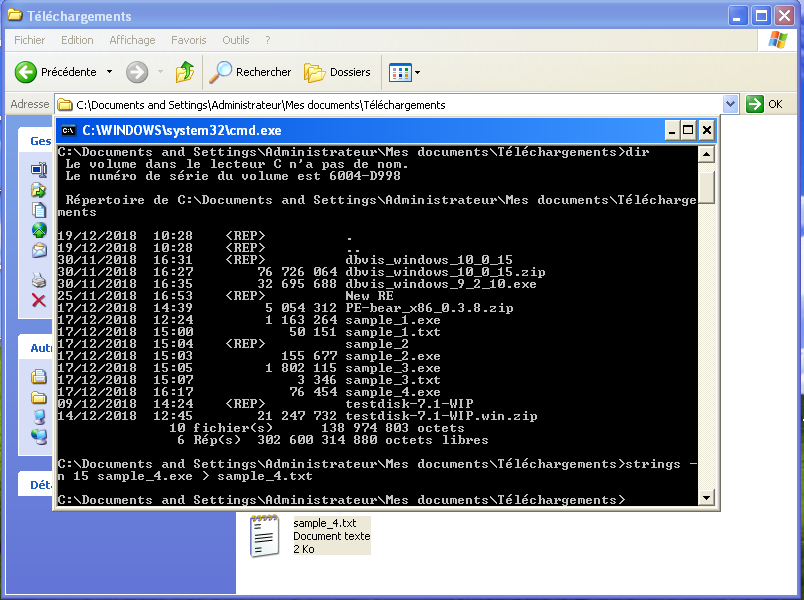 Téléchargements
Fichier Edition Affichage Favoris Outils ?
Précédente Rechercher Dossiers
Adresse C:\Documents and Settings\Administrateur\Mes documents\Téléchargements OK
Ges
C:\WINDOWS\system32\cmd.exe
C:\Documents and Settings\Administrateur\Mes documents\Téléchargements>dir
Le volume dans le lecteur C n'a pas de nom.
Le numéro de série du volume est 6004-D998
Répertoire de C:\Documents and Settings\Administrateur\Mes documents\Télécharge
ments
19/12/2018 10:28 <REP> .
19/12/2018 10:28 <REP> ..
30/11/2018 16:31 <REP> dbvis_windows_10_0_15
30/11/2018 16:27 76 726 064 dbvis_windows_10_0_15.zip
30/11/2018 16:35 32 695 688 dbvis_windows_9_2_10.exe
25/11/2018 16:53 <REP> New RE
17/12/2018 14:39 5 054 312 PE-bear_x86_0.3.8.zip
17/12/2018 12:24 1 163 264 sample_1.exe
17/12/2018 15:00 50 151 sample_1.txt
17/12/2018 15:04 <REP> sample_2
17/12/2018 15:03 155 677 sample_2.exe
17/12/2018 15:05 1 802 115 sample_3.exe
17/12/2018 15:07 3 346 sample_3.txt
17/12/2018 16:17 76 454 sample_4.exe
09/12/2018 14:24 <REP> testdisk-7.1-WIP
14/12/2018 12:45 21 247 732 testdisk-7.1-WIP.win.zip
10 fichier(s) 138 974 803 octets
6 Rép(s) 302 600 314 880 octets libres
C:\Documents and Settings\Administrateur\Mes documents\Téléchargements>strings -
n 15 sample_4.exe > sample_4.txt
C:\Documents and Settings\Administrateur\Mes documents\Téléchargements>
Aut
Dét
sample_4.txt
Document texte
2 Ko